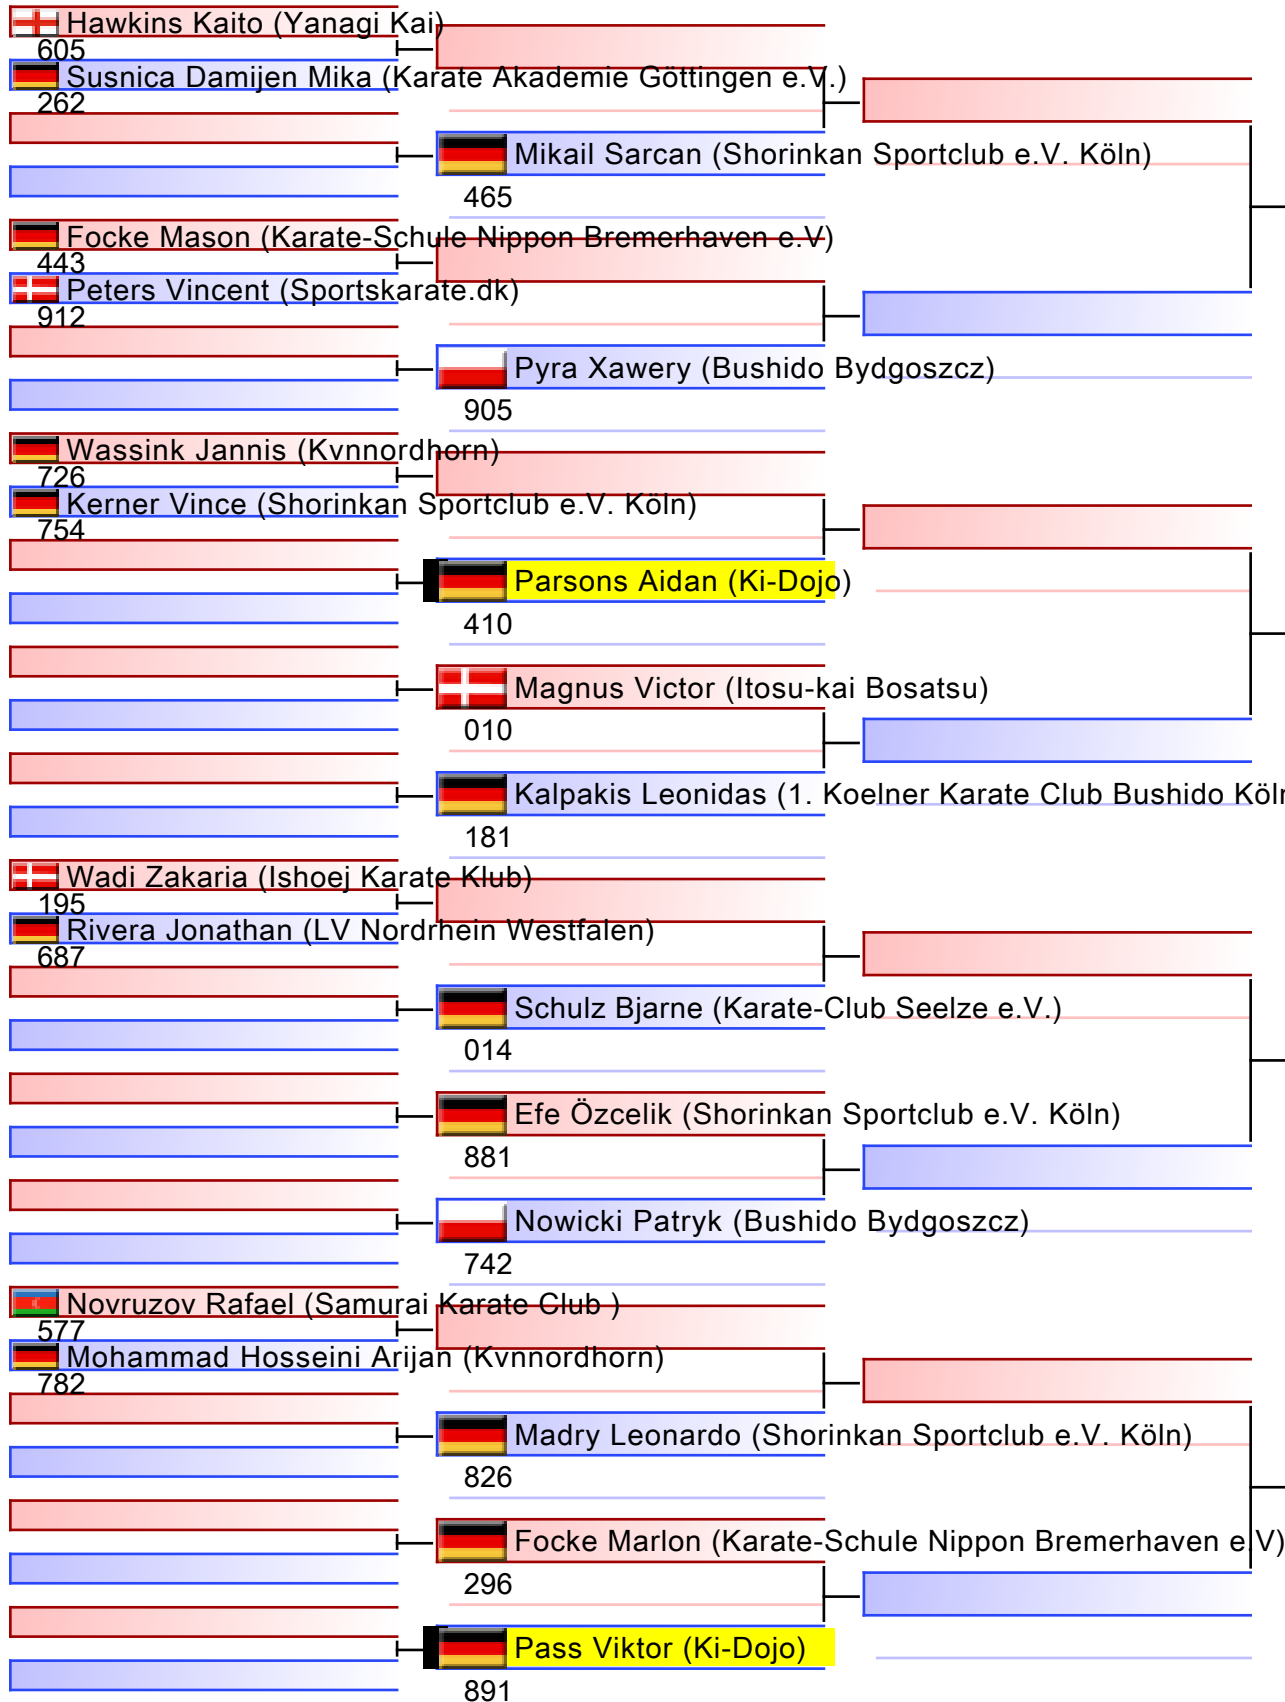 Hawkins Kaito (Yanagi Kai)
605
Susnica Damijen Mika (Karate Akademie Göttingen e.V.)
262
Mikail Sarcan (Shorinkan Sportclub e.V. Köln)
465
Focke Mason (Karate-Schule Nippon Bremerhaven e.V)
443
Peters Vincent (Sportskarate.dk)
912
Pyra Xawery (Bushido Bydgoszcz)
905
Wassink Jannis (Kvnnordhorn)
726
Kerner Vince (Shorinkan Sportclub e.V. Köln)
754
Parsons Aidan (Ki-Dojo)
410
Magnus Victor (Itosu-kai Bosatsu)
010
Kalpakis Leonidas (1. Koelner Karate Club Bushido Köln
181
Wadi Zakaria (Ishoej Karate Klub)
195
Rivera Jonathan (LV Nordrhein Westfalen)
687
Schulz Bjarne (Karate-Club Seelze e.V.)
014
Efe Özcelik (Shorinkan Sportclub e.V. Köln)
881
Nowicki Patryk (Bushido Bydgoszcz)
742
Novruzov Rafael (Samurai Karate Club )
577
Mohammad Hosseini Arijan (Kvnnordhorn)
782
Madry Leonardo (Shorinkan Sportclub e.V. Köln)
826
Focke Marlon (Karate-Schule Nippon Bremerhaven e.V)
296
Pass Viktor (Ki-Dojo)
891